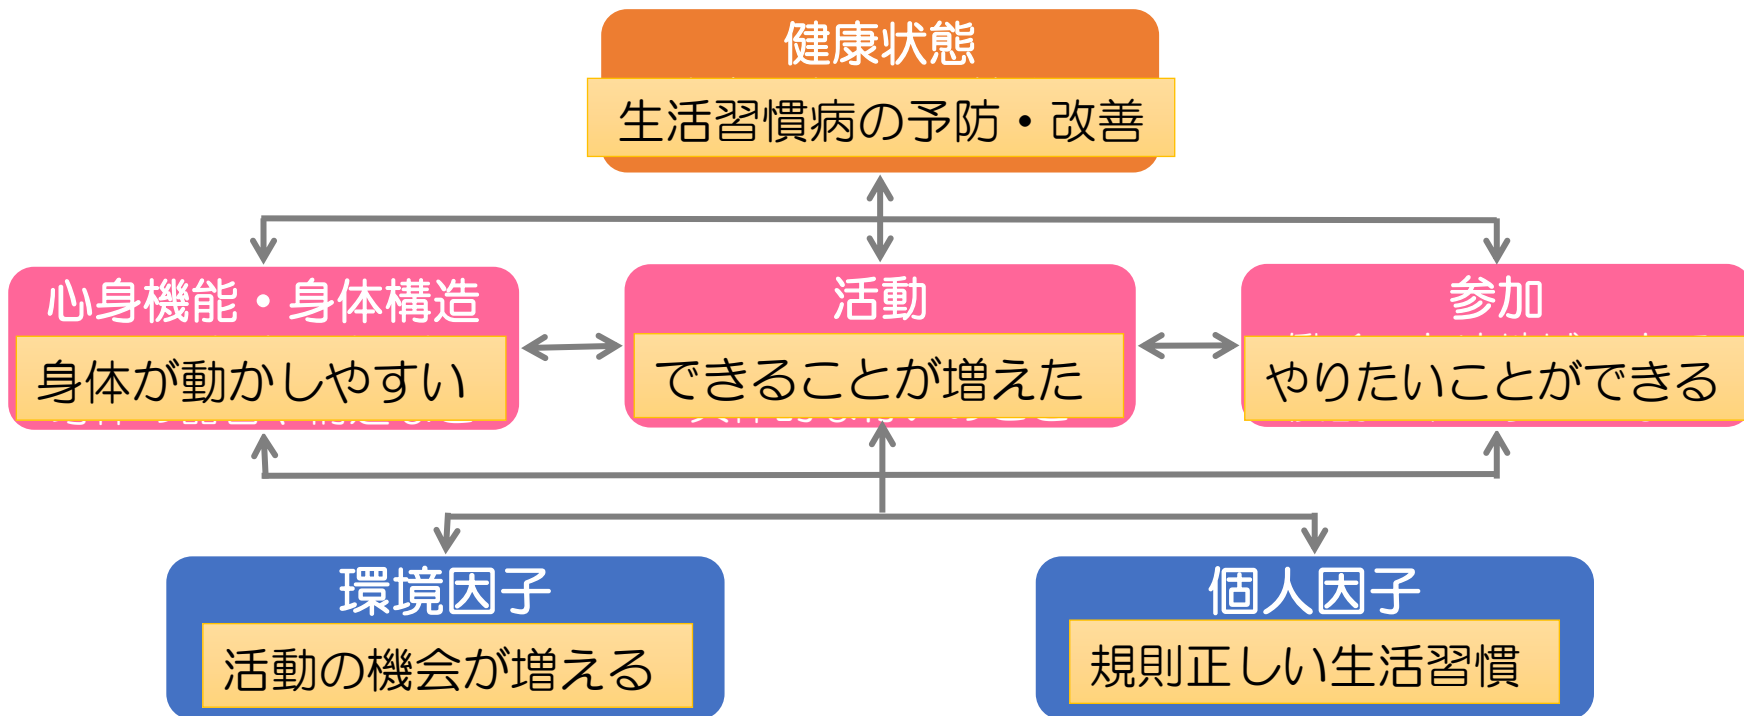 健康状態
生活習慣病の予防・改善
心身機能・身体構造
身体が動かしやすい
活動
できることが増えた
参加
やりたいことができる
環境因子
活動の機会が増える
個人因子
規則正しい生活習慣